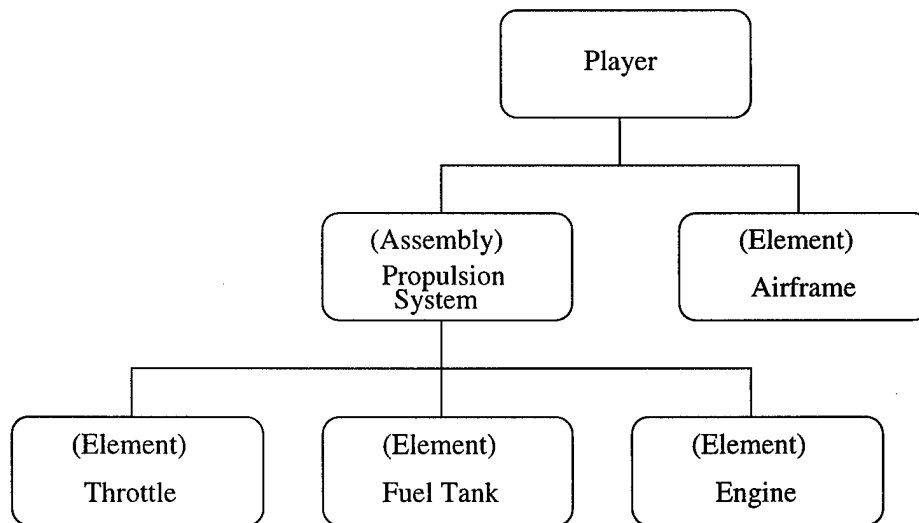 Player
(Assembly)
Propulsion
System
(Element)
Airframe
(Element)
Throttle
(Element)
Fuel Tank
(Element)
Engine